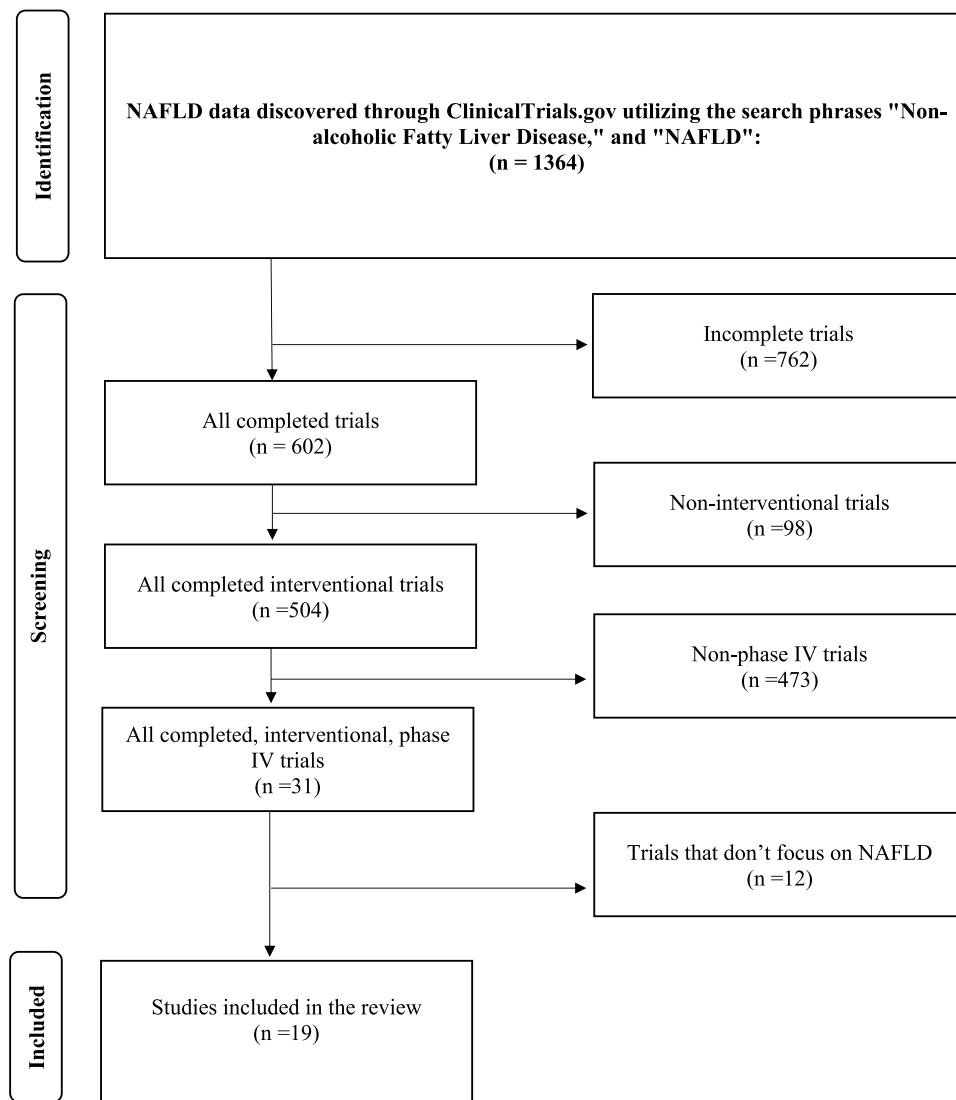 Identification
NAFLD data discovered through ClinicalTrials.gov utilizing the search phrases "Non-
alcoholic Fatty Liver Disease," and "NAFLD":
(n = 1364)
Screening
Incomplete trials
(n =762)
All completed trials
(n = 602)
Non-interventional trials
(n =98)
All completed interventional trials
(n =504)
Non-phase IV trials
(n =473)
All completed, interventional, phase
IV trials
(n =31)
Trials that don’t focus on NAFLD
(n =12)
Included
Studies included in the review
(n =19)